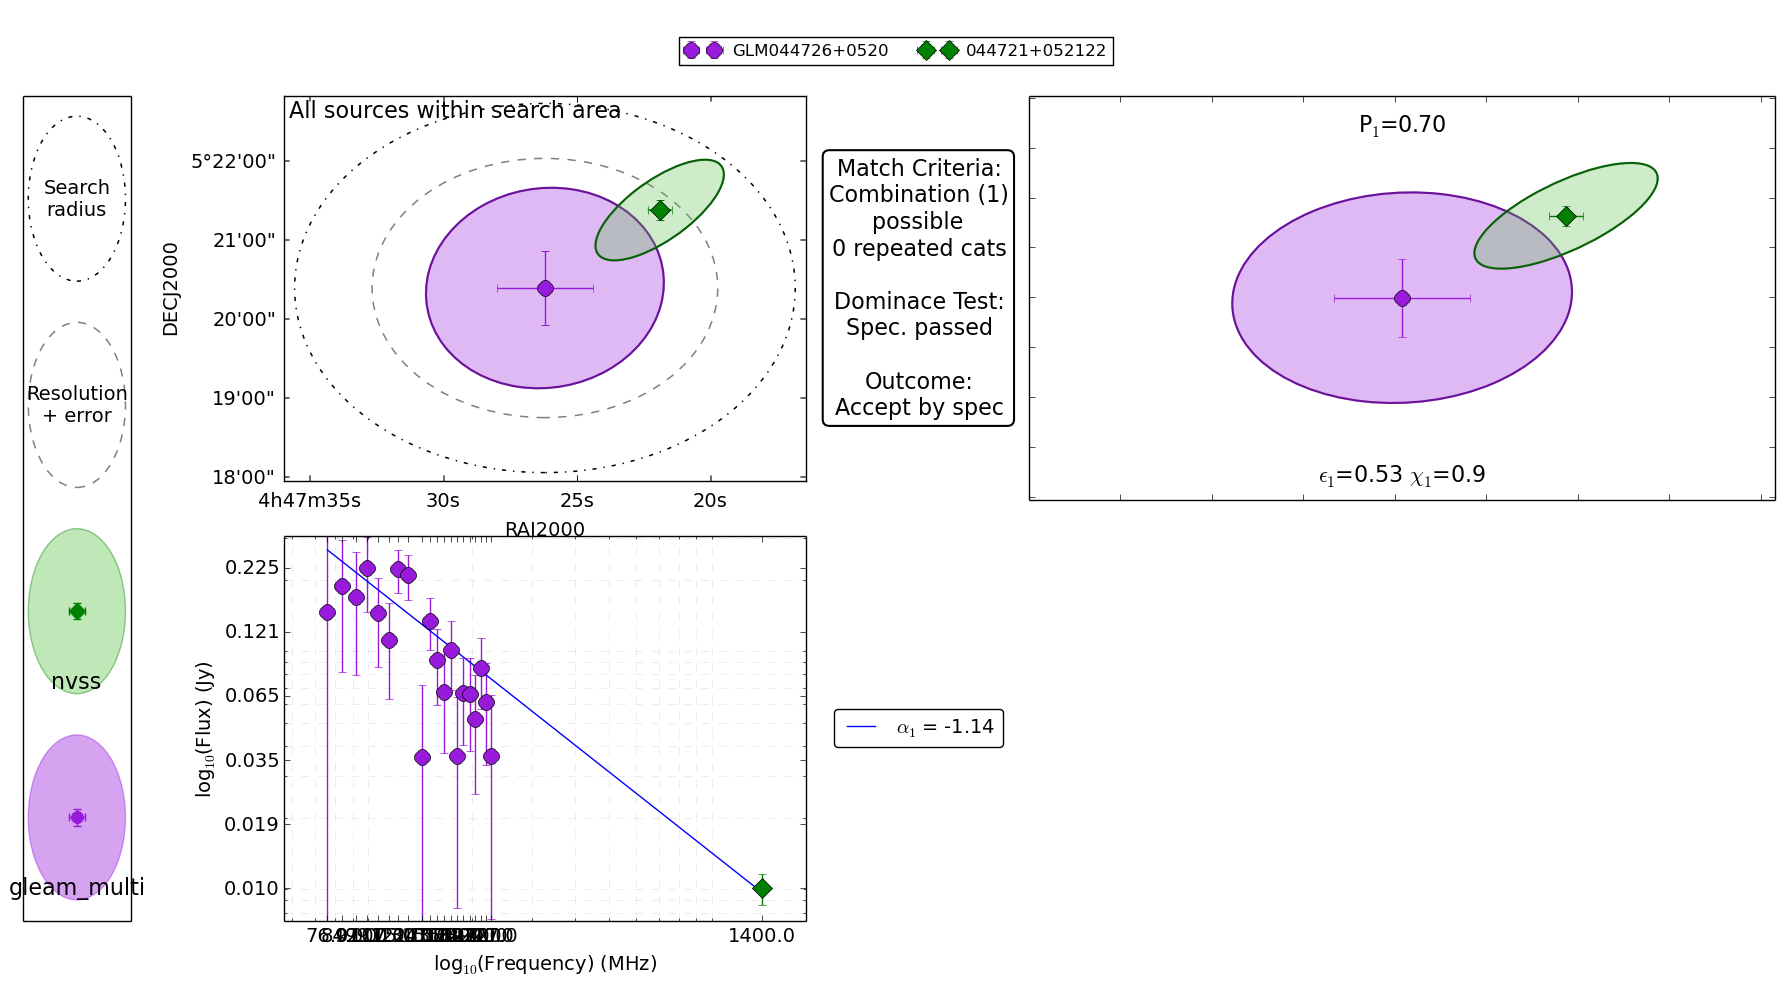 GLM044726+0520 044721+052122
Search
radius
Resolution
+ error
nvss
gleam_multi
All sources within search area
DECJ2000
5°22'00"
21'00"
20'00"
19'00"
18'00"
4h47m35s 30s 25s 20s
RAJ2000
Match Criteria:
Combination (1)
possible
0 repeated cats
Dominace Test:
Spec. passed
Outcome:
Accept by spec
P₁=0.70
ϵ₁=0.53 χ₁=0.9
log₁₀(Flux) (Jy)
0.225
0.121
0.065
0.035
0.019
0.010
1400.0
log₁₀(Frequency) (MHz)
α₁ = -1.14